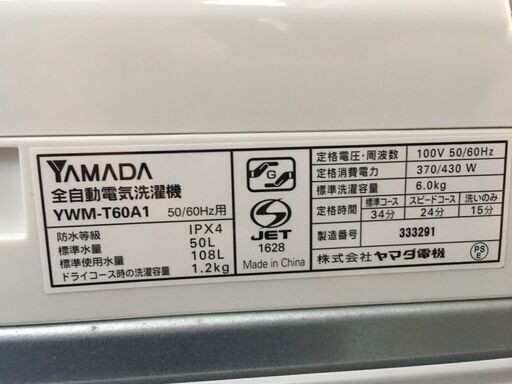 YAMADA
全自動電気洗濯機
YWM-T60A1 50/60Hz用
防水等級 IPX4
標準水量 50L
標準使用水量 108L
ドライコース時の洗濯容量 1.2kg
G
S
JET
1628
Made in China
定格電圧・周波数 100V 50/60Hz
定格消費電力 370/430 W
標準洗濯容量 6.0kg
定格時間 標準コース スピードコース 洗いのみ
34分 24分 15分
製造番号 333291
株式会社ヤマダ電機
PS
E